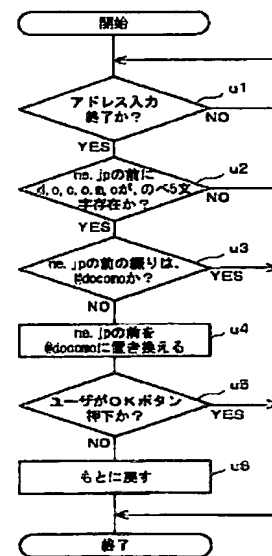 開始
アドレス入力
終了か?
u1
NO
YES
ne.jpの前に
d,o,c,o,m,oが、のべ5文
字存在か?
u2
NO
YES
ne.jpの前の綴りは、
@docomoか?
u3
YES
NO
ne.jpの前を
@docomoに置き換える
u4
ユーザがOKボタン
押下か?
u5
YES
NO
もとに戻す
u6
終了